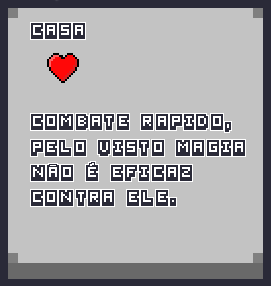 CASA
COMBATE RAPIDO,
PELO VISTO MAGIA
NÃO É EFICAZ
CONTRA ELE.